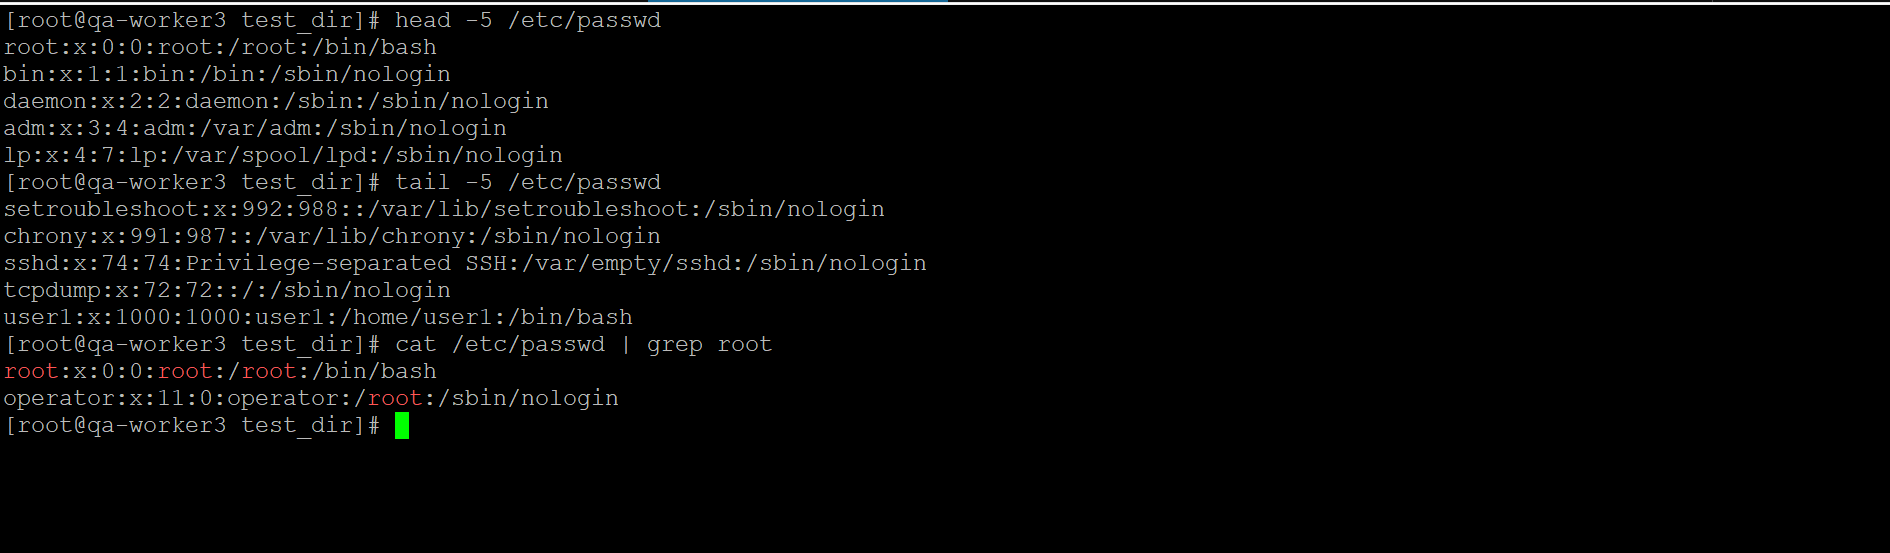 [root@qa-worker3 test_dir]# head -5 /etc/passwd
root:x:0:0:root:/root:/bin/bash
bin:x:1:1:bin:/bin:/sbin/nologin
daemon:x:2:2:daemon:/sbin:/sbin/nologin
adm:x:3:4:adm:/var/adm:/sbin/nologin
lp:x:4:7:lp:/var/spool/lpd:/sbin/nologin
[root@qa-worker3 test_dir]# tail -5 /etc/passwd
setroubleshoot:x:992:988::/var/lib/setroubleshoot:/sbin/nologin
chrony:x:991:987::/var/lib/chrony:/sbin/nologin
sshd:x:74:74:Privilege-separated SSH:/var/empty/sshd:/sbin/nologin
tcpdump:x:72:72::/:/sbin/nologin
user1:x:1000:1000:user1:/home/user1:/bin/bash
[root@qa-worker3 test_dir]# cat /etc/passwd | grep root
root:x:0:0:root:/root:/bin/bash
operator:x:11:0:operator:/root:/sbin/nologin
[root@qa-worker3 test_dir]#